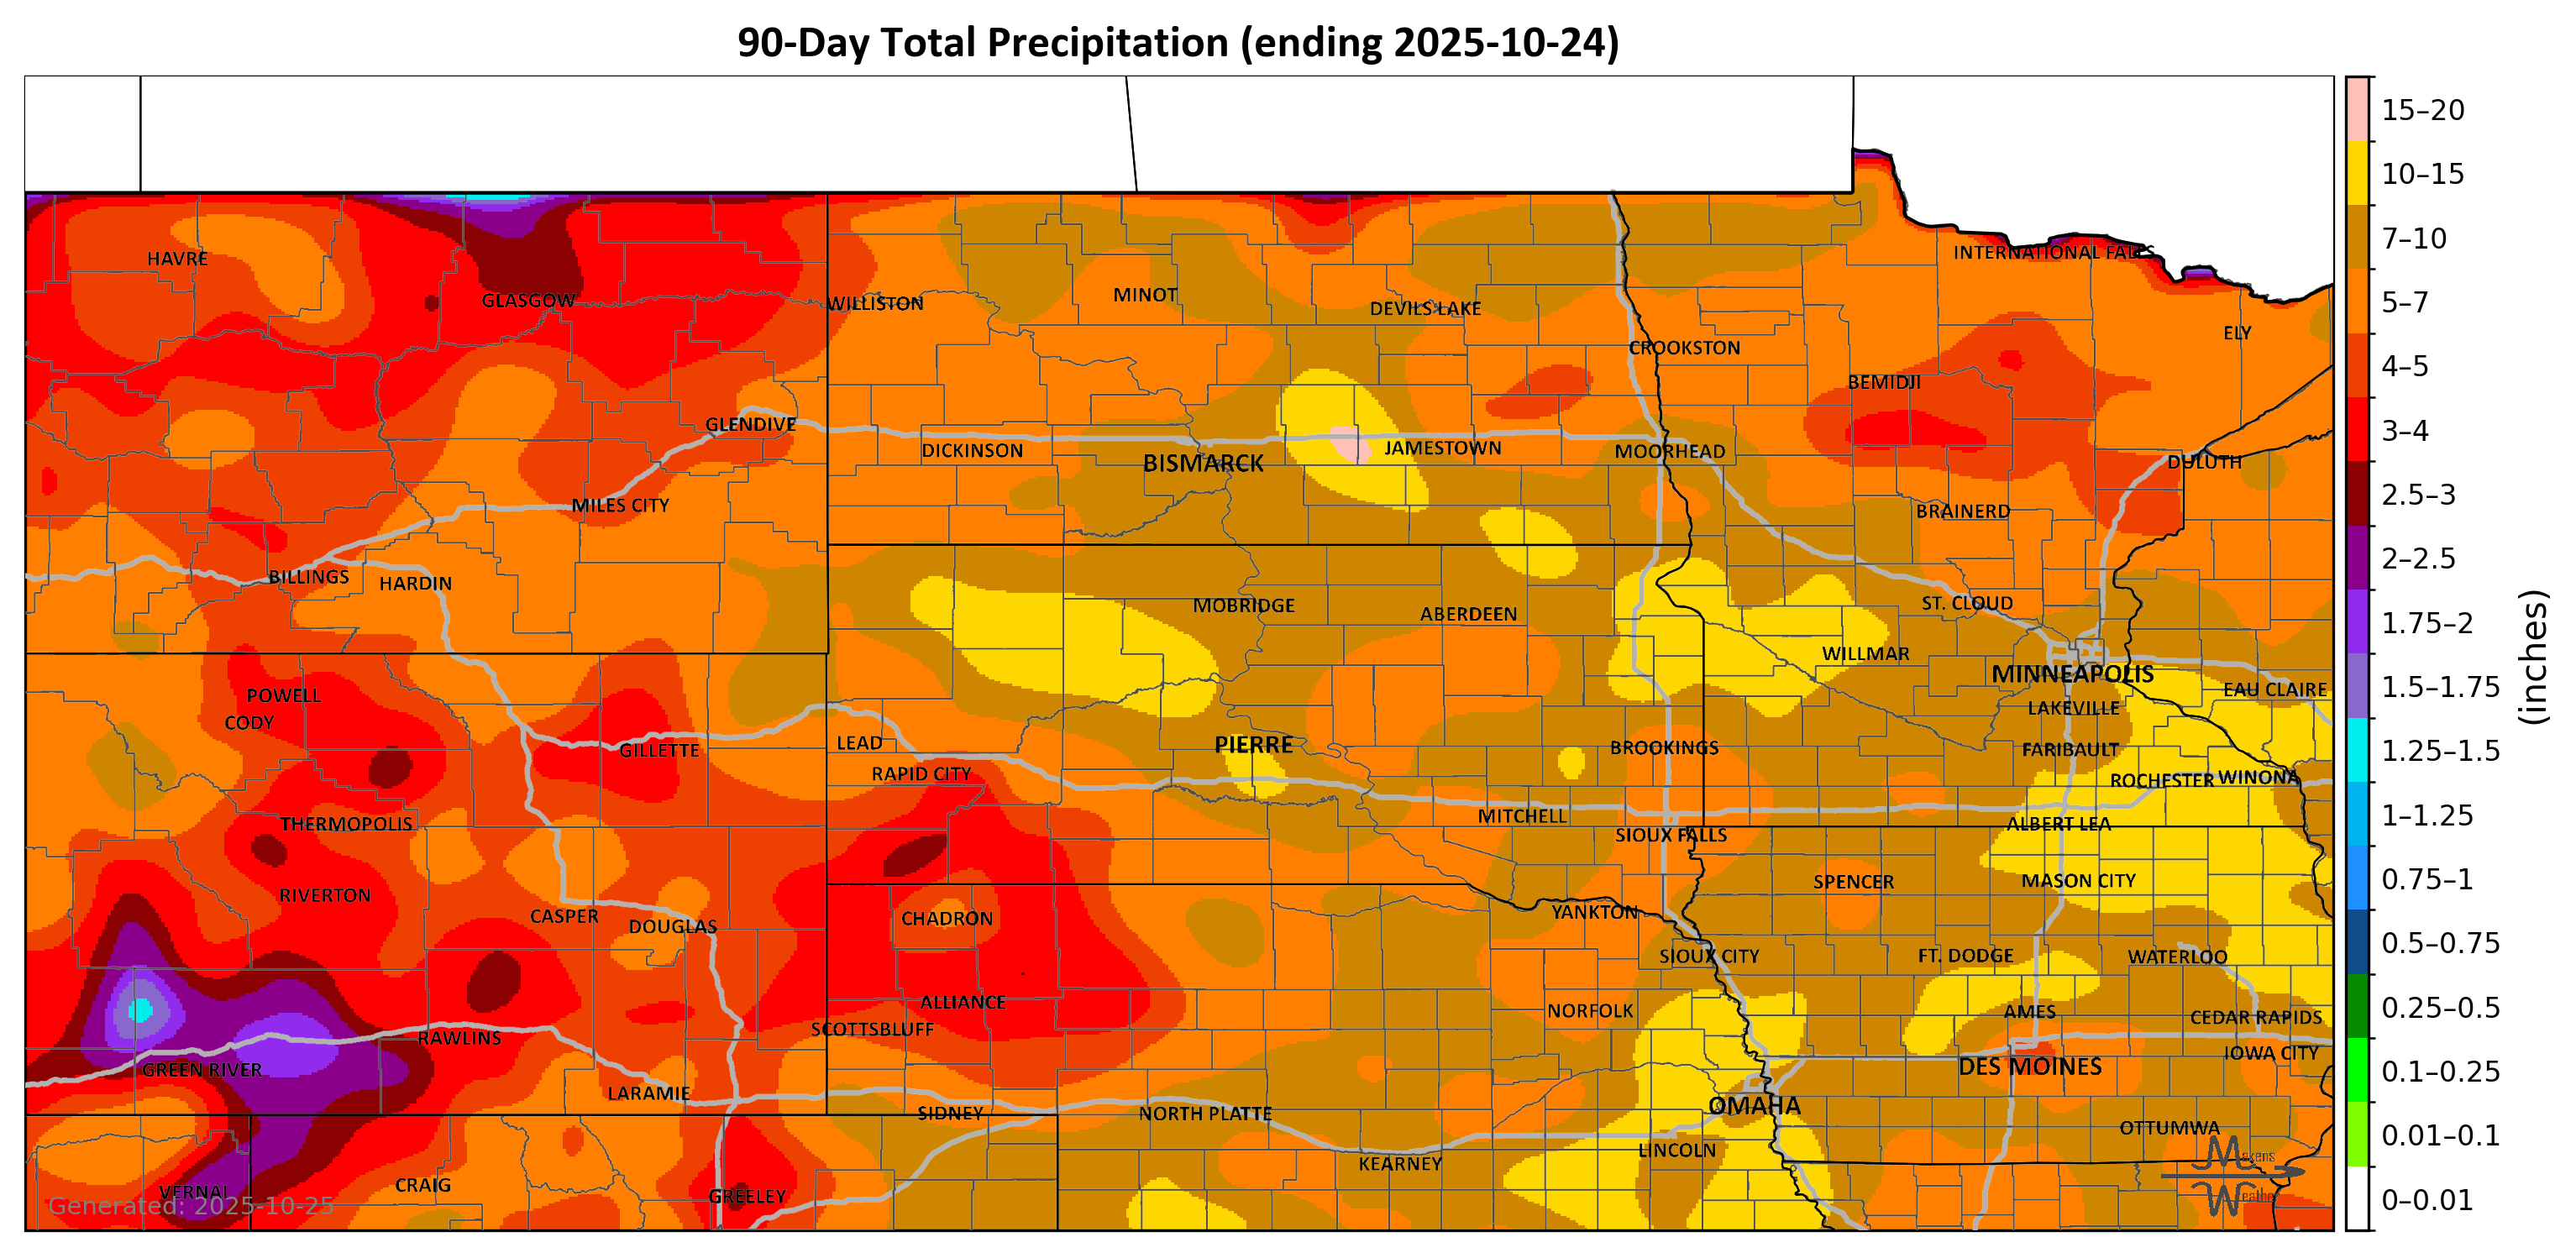 90-Day Total Precipitation (ending 2025-10-24)
15–20
10–15
7–10
5–7
4–5
3–4
2.5–3
2–2.5
1.75–2
1.5–1.75
1.25–1.5
1–1.25
0.75–1
0.5–0.75
0.25–0.5
0.1–0.25
0.01–0.1
0–0.01
(inches)
INTERNATIONAL FALLS
HAVRE
GLASGOW
WILLISTON
MINOT
DEVILS LAKE
ELY
CROOKSTON
BEMIDJI
GLENDIVE
DICKINSON
BISMARCK
JAMESTOWN
MOORHEAD
DULUTH
MILES CITY
BRAINERD
BILLINGS
HARDIN
MOBRIDGE
ABERDEEN
ST. CLOUD
WILLMAR
MINNEAPOLIS
EAU CLAIRE
POWELL
CODY
LAKEVILLE
GILLETTE
LEAD
PIERRE
BROOKINGS
FARIBAULT
RAPID CITY
ROCHESTER
WINONA
THERMOPOLIS
MITCHELL
SIOUX FALLS
ALBERT LEA
RIVERTON
SPENCER
MASON CITY
CASPER
DOUGLAS
CHADRON
YANKTON
SIOUX CITY
FT. DODGE
WATERLOO
ALLIANCE
NORFOLK
AMES
CEDAR RAPIDS
SCOTTSBLUFF
RAWLINS
IOWA CITY
GREEN RIVER
DES MOINES
LARAMIE
SIDNEY
NORTH PLATTE
OMAHA
OTTUMWA
LINCOLN
KEARNEY
VERNAL
CRAIG
GREELEY
Generated: 2025-10-25
Makens
Weather